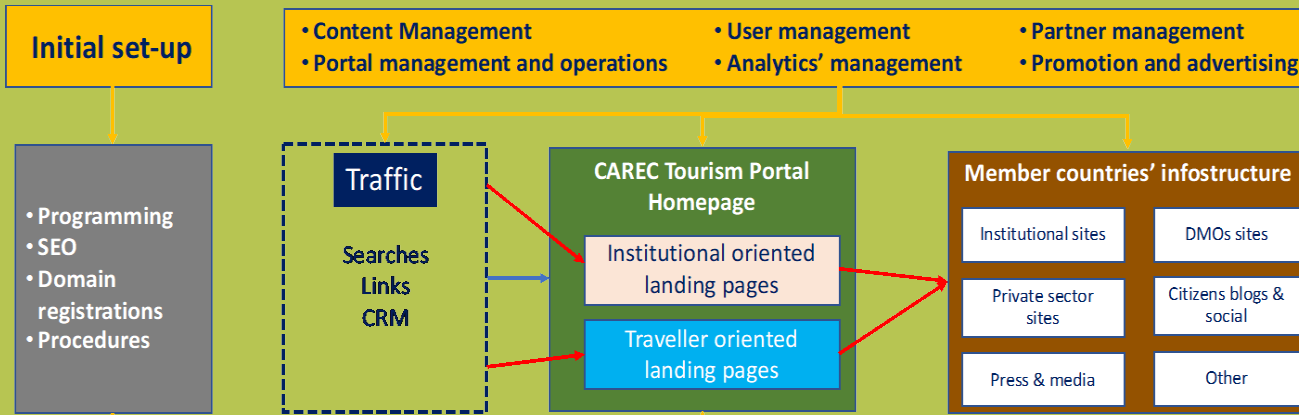 Initial set-up
• Content Management
• Portal management and operations
• User management
• Analytics’ management
• Partner management
• Promotion and advertising
• Programming
• SEO
• Domain
registrations
• Procedures
Traffic
Searches
Links
CRM
CAREC Tourism Portal
Homepage
Institutional oriented
landing pages
Traveller oriented
landing pages
Member countries’ infostructure
Institutional sites
DMOs sites
Private sector
sites
Citizens blogs &
social
Press & media
Other